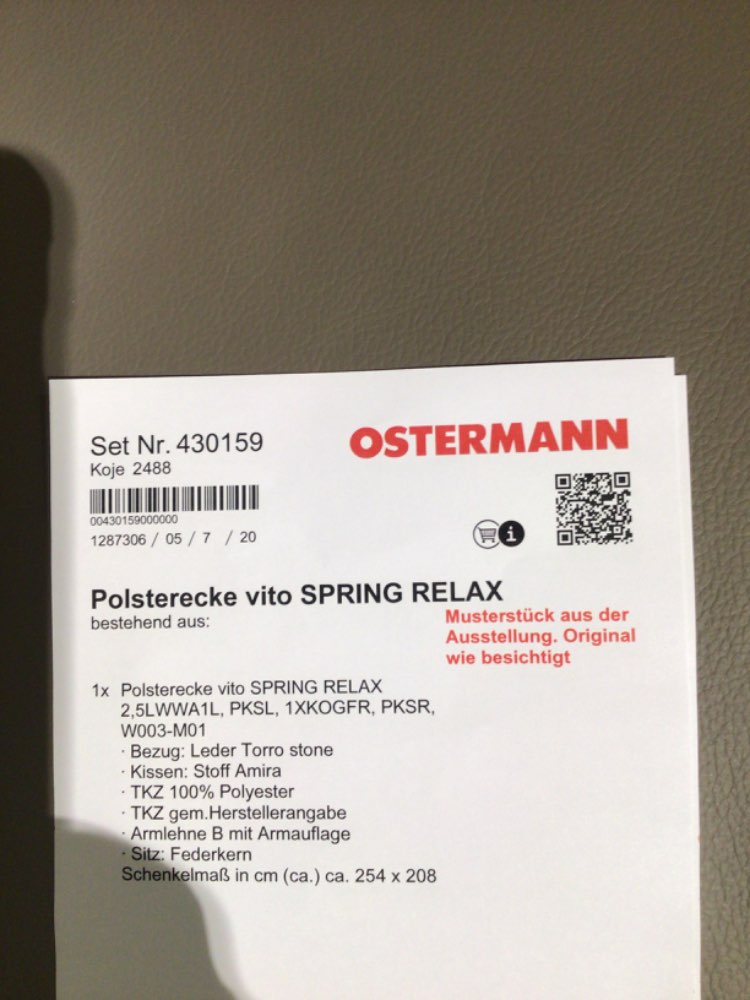 Set Nr. 430159
OSTERMANN
Koje 2488
00430159000000
1287306 / 05 / 7 / 20
i
Polsterecke vito SPRING RELAX
bestehend aus:
Musterstück aus der
Ausstellung. Original
wie besichtigt
1x Polsterecke vito SPRING RELAX
2,5LWWA1L, PKSL, 1XKOGFR, PKSR,
W003-M01
· Bezug: Leder Torro stone
· Kissen: Stoff Amira
· TKZ 100% Polyester
· TKZ gem.Herstellerangabe
· Armlehne B mit Armauflage
· Sitz: Federkern
Schenkelmaß in cm (ca.) ca. 254 x 208